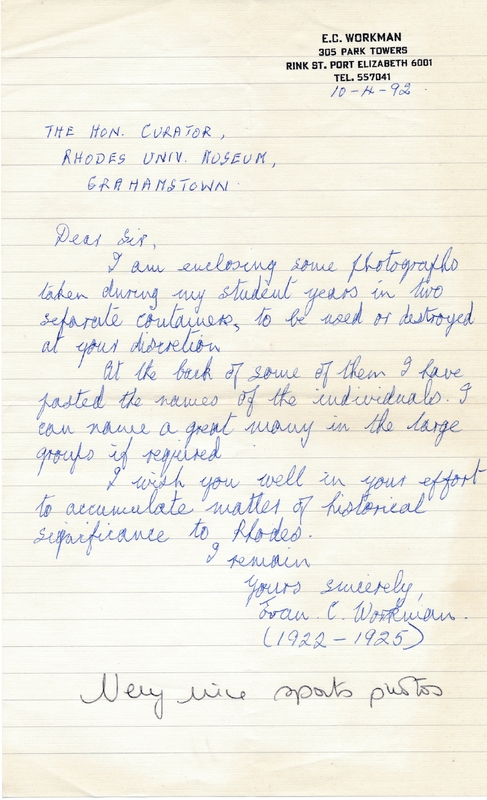 E.C. WORKMAN
305 PARK TOWERS
RINK ST. PORT ELIZABETH 6001
TEL. 557041
10-4-92.
THE HON. CURATOR,
RHODES UNIV. MUSEUM,
GRAHAMSTOWN.
Dear Sir,
I am enclosing some photographs
taken during my student years in two
separate containers, to be used or destroyed
at your discretion
At the back of some of them I have
pasted the names of the individuals. I
can name a great many in the large
groups if required
I wish you well in your effort
to accumulate matter of historical
significance to Rhodes.
I remain
Yours sincerely,
Evan. C. Workman.
(1922-1925)
Very nice sports photos